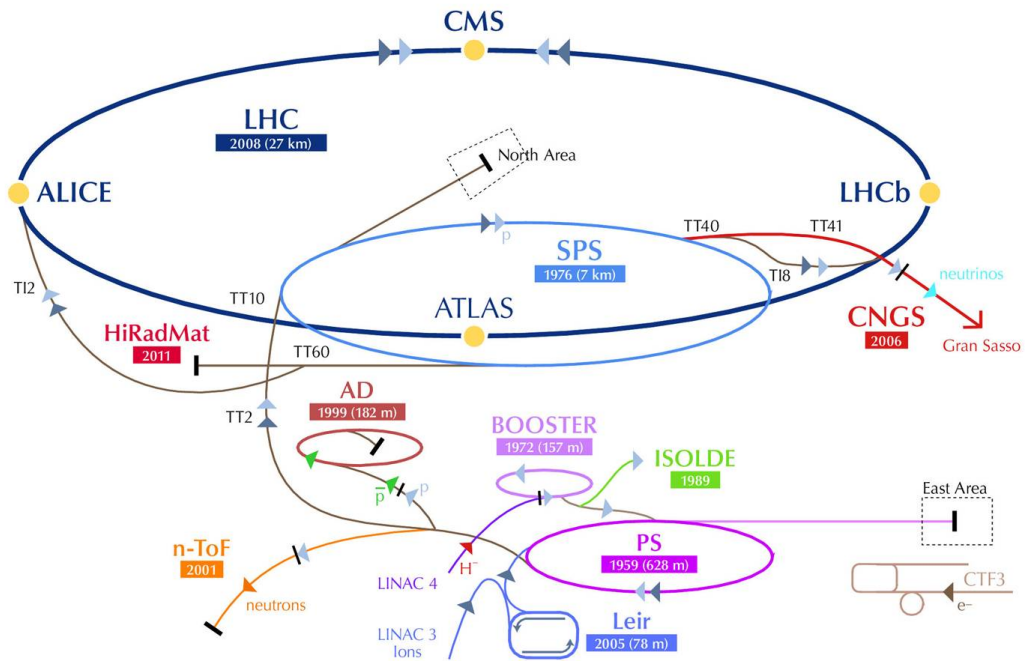 CMS
LHC
2008 (27 km)
North Area
ALICE
LHCb
TT40
TT41
p
SPS
1976 (7 km)
TI8
neutrinos
TI2
TT10
ATLAS
CNGS
2006
Gran Sasso
HiRadMat
2011
TT60
AD
1999 (182 m)
TT2
BOOSTER
1972 (157 m)
ISOLDE
1989
p̅
p
East Area
n-ToF
2001
PS
1959 (628 m)
H⁻
LINAC 4
neutrons
CTF3
e–
LINAC 3
Ions
Leir
2005 (78 m)